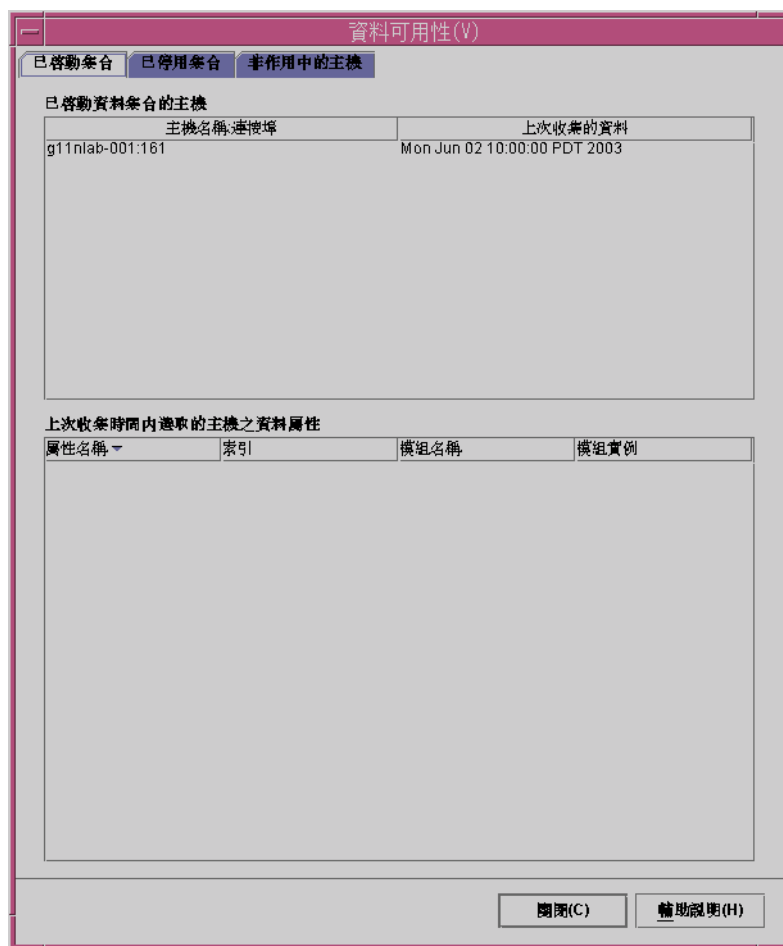 資料可用性(V)
已啓動集合 已停用集合 非作用中的主機
已啓動資料集合的主機
主機名稱:連接埠 上次收集的資料
g11nlab-001:161 Mon Jun 02 10:00:00 PDT 2003
上次收集時間内選取的主機之資料屬性
屬性名稱 索引 模組名稱 模組實例
關閉(C) 輔助説明(H)